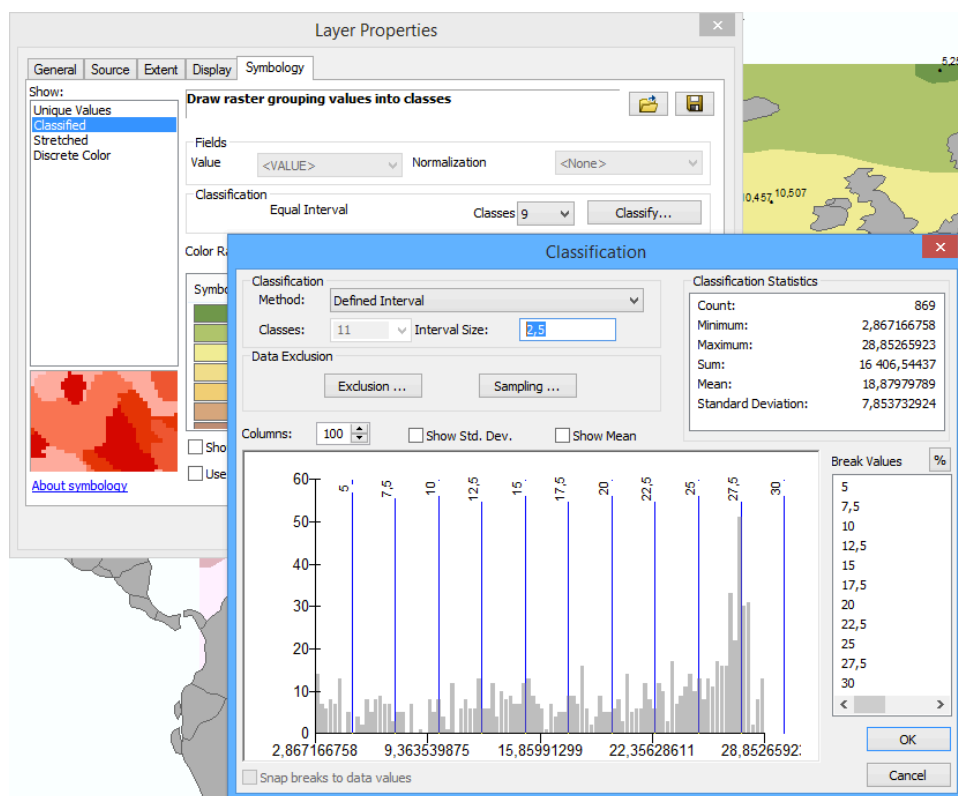 Layer Properties
General Source Extent Display Symbology
Show:
Unique Values
Classified
Stretched
Discrete Color
About symbology
Draw raster grouping values into classes
Fields
Value <VALUE> Normalization <None>
Classification
Equal Interval Classes 9 Classify...
Color
10,457 10,507
Classification
Classification
Method: Defined Interval
Classes: 11 Interval Size: 2,5
Data Exclusion
Exclusion ... Sampling ...
Classification Statistics
Count: 869
Minimum: 2,867166758
Maximum: 28,85265923
Sum: 16 406,54437
Mean: 18,87979789
Standard Deviation: 7,853732924
Columns: 100 Show Std. Dev. Show Mean
Break Values %
5
7,5
10
12,5
15
17,5
20
22,5
25
27,5
30
5 7,5 10 12,5 15 17,5 20 22,5 25 27,5 30
60
50
40
30
20
10
0
2,867166758 9,363539875 15,85991299 22,35628611 28,8526592
Snap breaks to data values
OK
Cancel